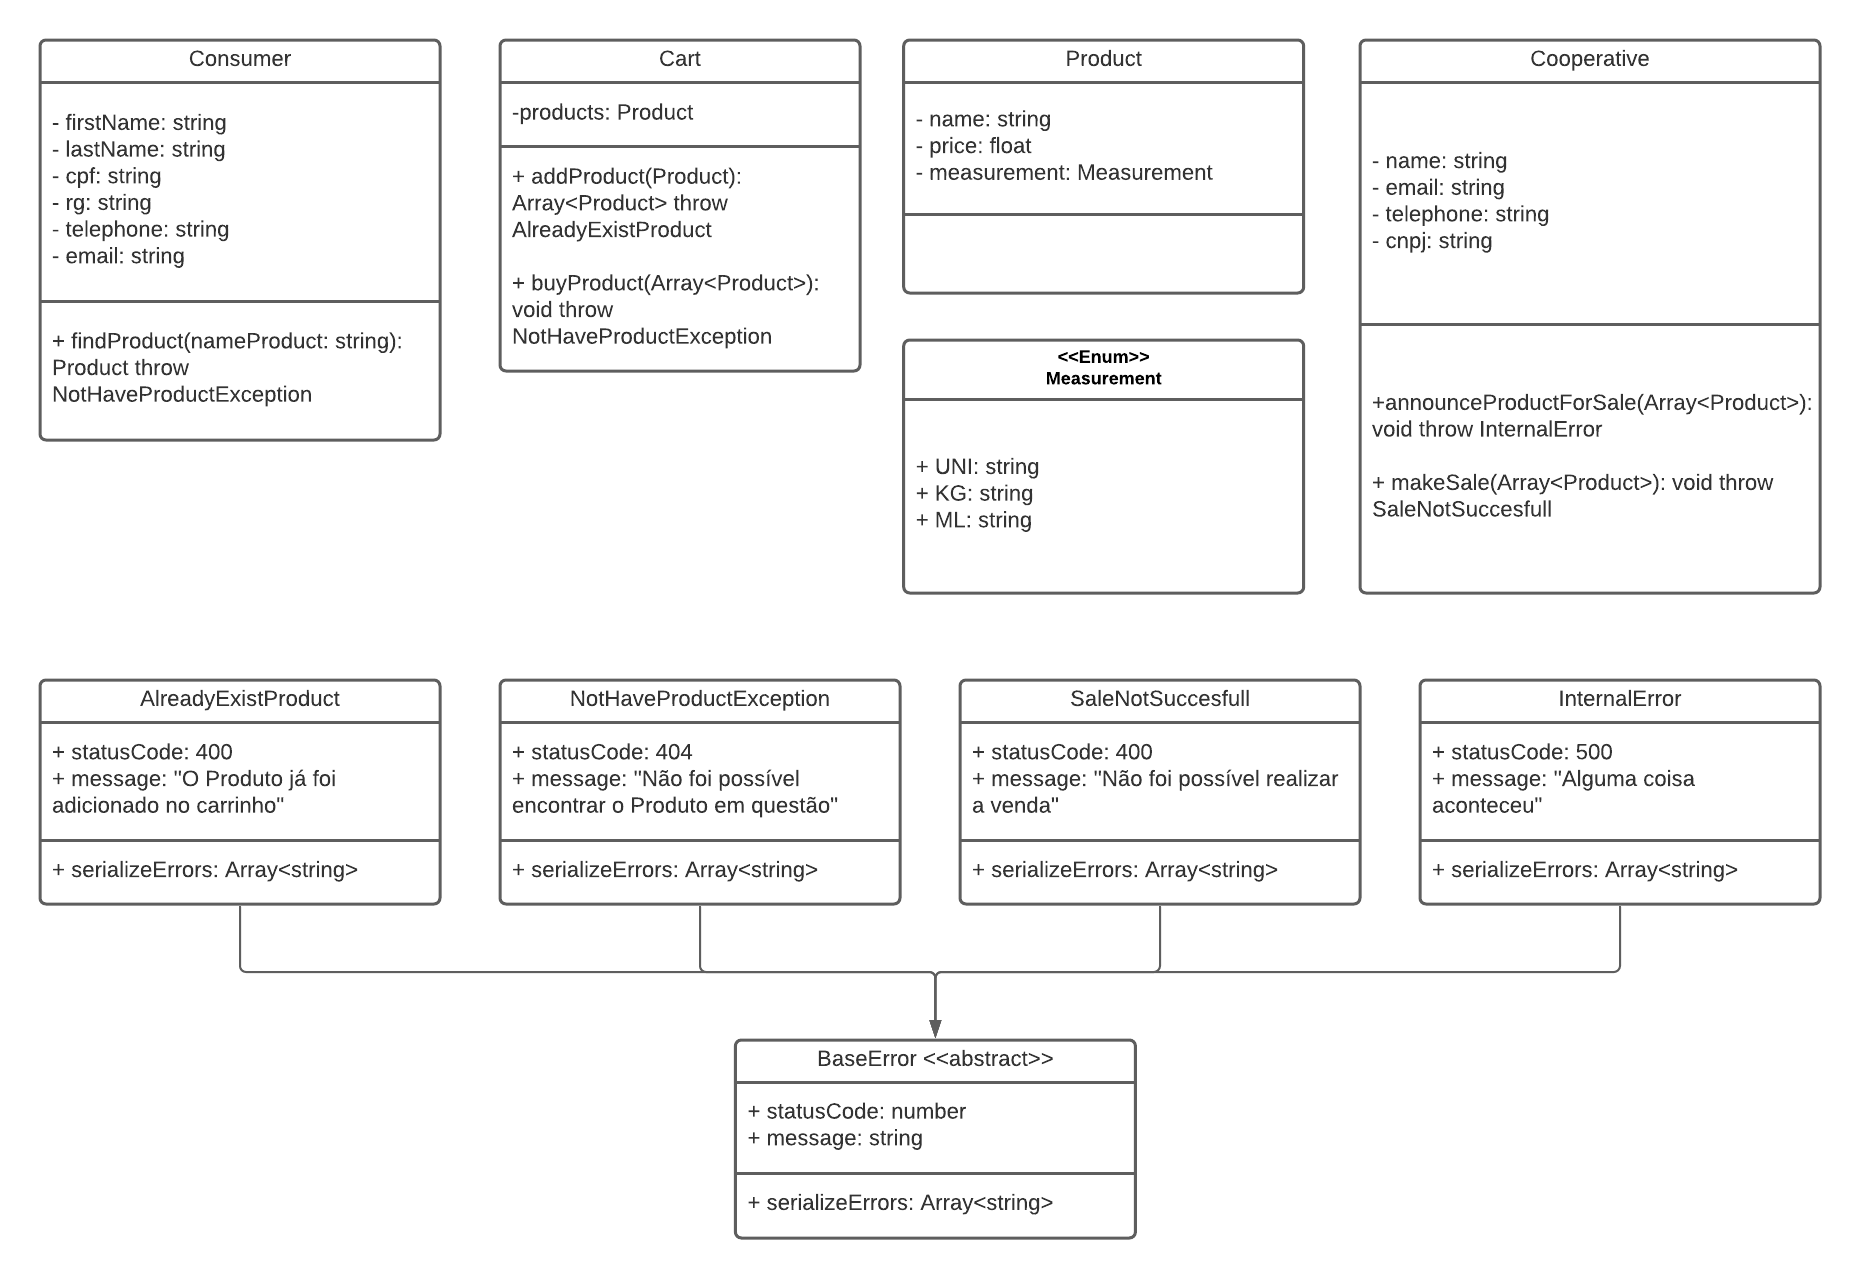 Consumer
- firstName: string
- lastName: string
- cpf: string
- rg: string
- telephone: string
- email: string
+ findProduct(nameProduct: string):
Product throw
NotHaveProductException
Cart
-products: Product
+ addProduct(Product):
Array<Product> throw
AlreadyExistProduct
+ buyProduct(Array<Product>):
void throw
NotHaveProductException
Product
- name: string
- price: float
- measurement: Measurement
<<Enum>>
Measurement
+ UNI: string
+ KG: string
+ ML: string
Cooperative
- name: string
- email: string
- telephone: string
- cnpj: string
+announceProductForSale(Array<Product>):
void throw InternalError
+ makeSale(Array<Product>): void throw
SaleNotSuccesfull
AlreadyExistProduct
+ statusCode: 400
+ message: "O Produto já foi
adicionado no carrinho"
+ serializeErrors: Array<string>
NotHaveProductException
+ statusCode: 404
+ message: "Não foi possível
encontrar o Produto em questão"
+ serializeErrors: Array<string>
SaleNotSuccesfull
+ statusCode: 400
+ message: "Não foi possível realizar
a venda"
+ serializeErrors: Array<string>
InternalError
+ statusCode: 500
+ message: "Alguma coisa
aconteceu"
+ serializeErrors: Array<string>
BaseError <<abstract>>
+ statusCode: number
+ message: string
+ serializeErrors: Array<string>